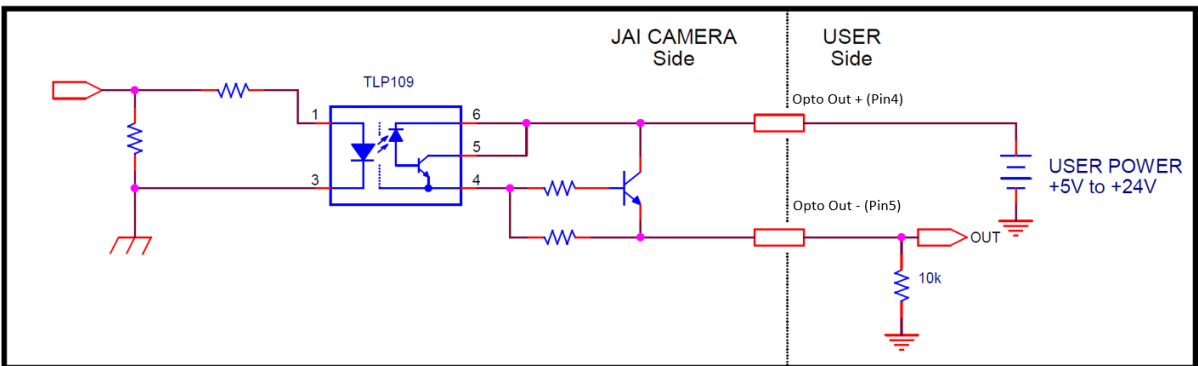 JAI CAMERA
Side
USER
Side
TLP109
Opto Out + (Pin4)
1
6
5
3
4
USER POWER
+5V to +24V
Opto Out - (Pin5)
OUT
10k